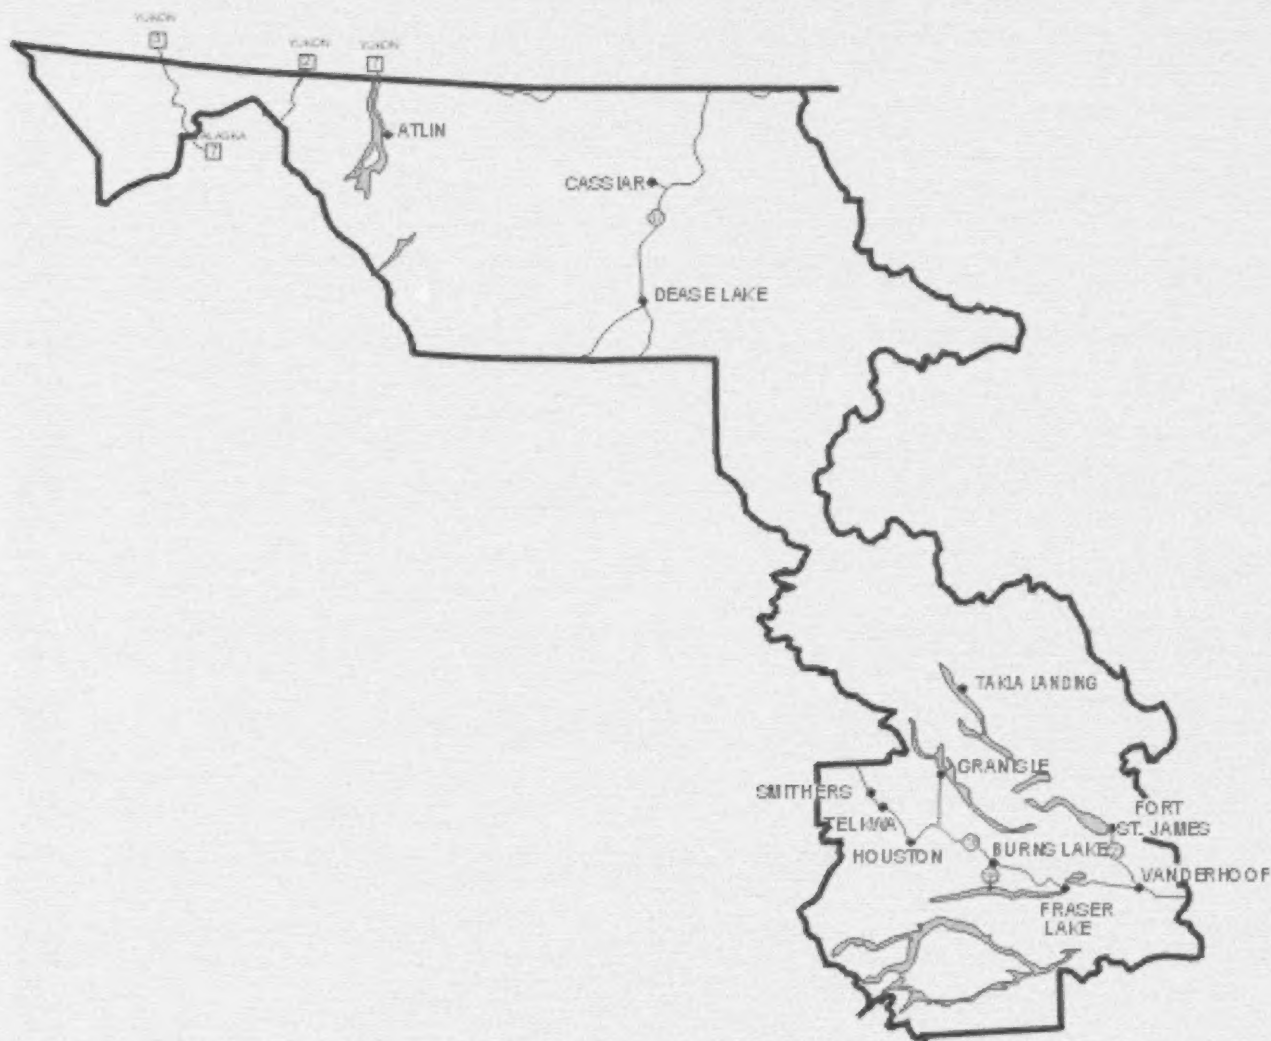 YUKON
3
YUKON
2
YUKON
7
ATLIN
ALASKA
7
CASSIAR
DEASE LAKE
TAKLA LANDING
GRANISLE
SMITHERS
TELKWA
HOUSTON
BURNS LAKE
FORT
ST. JAMES
VANDERHOOF
FRASER
LAKE